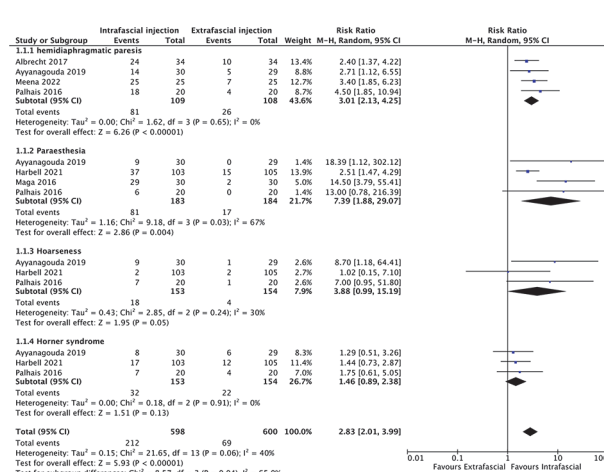 Intrafascial injection Extrafascial injection Risk Ratio Risk Ratio
Study or Subgroup Events Total Events Total Weight M-H, Random, 95% CI M-H, Random, 95% CI
1.1.1 hemidiaphragmatic paresis
Albrecht 2017 24 34 10 34 13.4% 2.40 [1.37, 4.22]
Ayyanagouda 2019 14 30 5 29 8.8% 2.71 [1.12, 6.55]
Meena 2022 25 25 7 25 12.7% 3.40 [1.85, 6.23]
Palhais 2016 18 20 4 20 8.7% 4.50 [1.85, 10.94]
Subtotal (95% CI) 109 108 43.6% 3.01 [2.13, 4.25]
Total events 81 26
Heterogeneity: Tau² = 0.00; Chi² = 1.62, df = 3 (P = 0.65); I² = 0%
Test for overall effect: Z = 6.26 (P < 0.00001)
1.1.2 Paraesthesia
Ayyanagouda 2019 9 30 0 29 1.4% 18.39 [1.12, 302.12]
Harbell 2021 37 103 15 105 13.9% 2.51 [1.47, 4.29]
Maga 2016 29 30 2 30 5.0% 14.50 [3.79, 55.41]
Palhais 2016 6 20 0 20 1.4% 13.00 [0.78, 216.39]
Subtotal (95% CI) 183 184 21.7% 7.39 [1.88, 29.07]
Total events 81 17
Heterogeneity: Tau² = 1.16; Chi² = 9.18, df = 3 (P = 0.03); I² = 67%
Test for overall effect: Z = 2.86 (P = 0.004)
1.1.3 Hoarseness
Ayyanagouda 2019 9 30 1 29 2.6% 8.70 [1.18, 64.41]
Harbell 2021 2 103 2 105 2.7% 1.02 [0.15, 7.10]
Palhais 2016 7 20 1 20 2.6% 7.00 [0.95, 51.80]
Subtotal (95% CI) 153 154 7.9% 3.88 [0.99, 15.19]
Total events 18 4
Heterogeneity: Tau² = 0.43; Chi² = 2.85, df = 2 (P = 0.24); I² = 30%
Test for overall effect: Z = 1.95 (P = 0.05)
1.1.4 Horner syndrome
Ayyanagouda 2019 8 30 6 29 8.3% 1.29 [0.51, 3.26]
Harbell 2021 17 103 12 105 11.4% 1.44 [0.73, 2.87]
Palhais 2016 7 20 4 20 7.0% 1.75 [0.61, 5.05]
Subtotal (95% CI) 153 154 26.7% 1.46 [0.89, 2.38]
Total events 32 22
Heterogeneity: Tau² = 0.00; Chi² = 0.18, df = 2 (P = 0.91); I² = 0%
Test for overall effect: Z = 1.51 (P = 0.13)
Total (95% CI) 598 600 100.0% 2.83 [2.01, 3.99]
Total events 212 69
Heterogeneity: Tau² = 0.15; Chi² = 21.65, df = 13 (P = 0.06); I² = 40%
Test for overall effect: Z = 5.93 (P < 0.00001)
0.01 0.1 1 10
Favours Extrafascial Favours Intrafascial